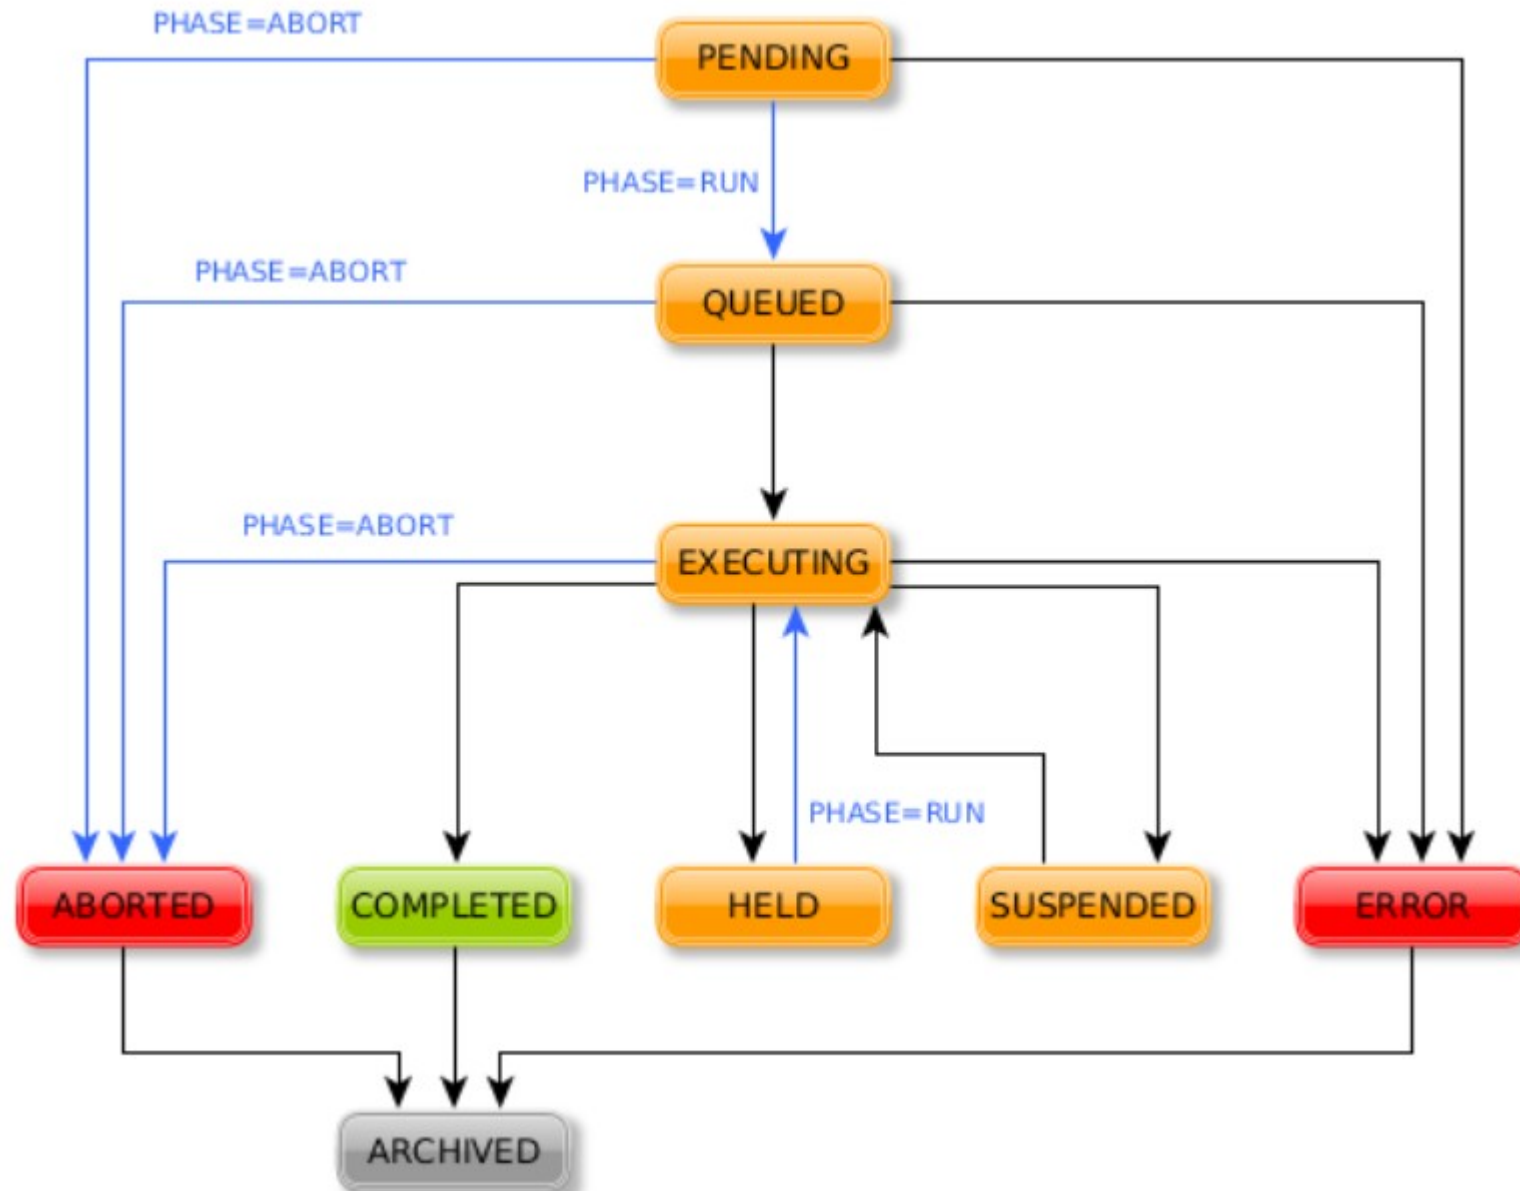 PHASE=ABORT
PENDING
PHASE=RUN
PHASE=ABORT
QUEUED
PHASE=ABORT
EXECUTING
PHASE=RUN
ABORTED
COMPLETED
HELD
SUSPENDED
ERROR
ARCHIVED